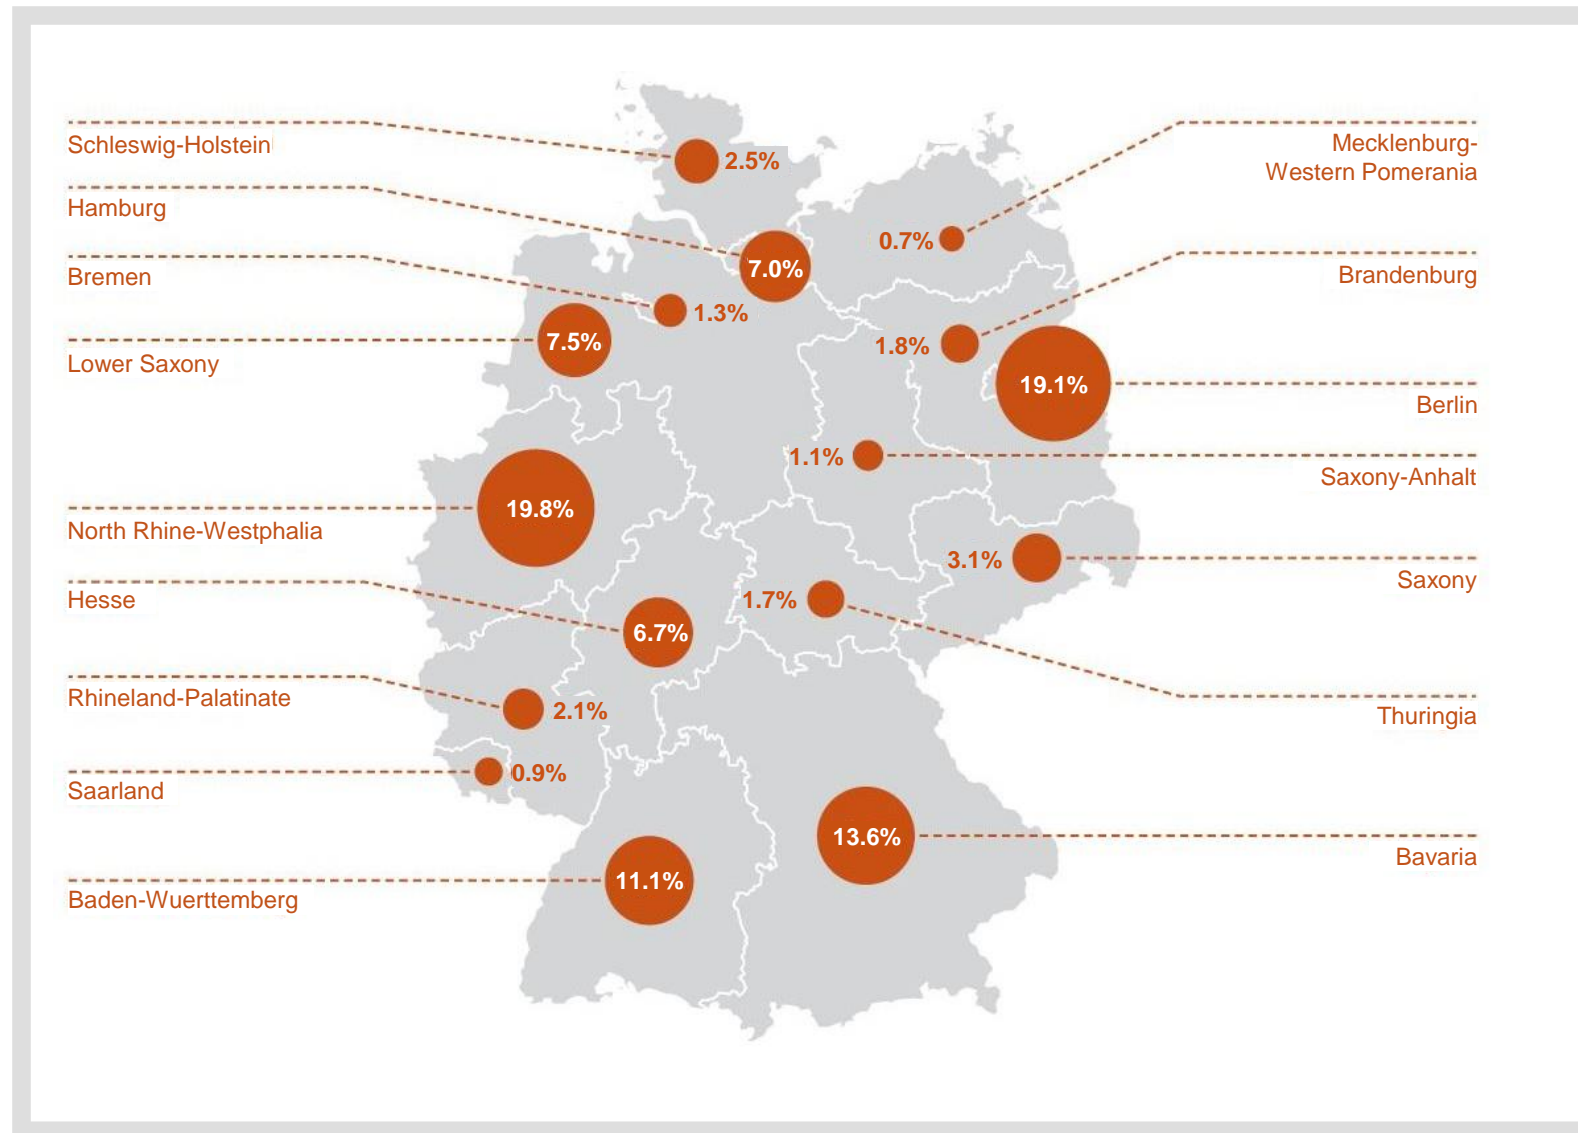 Schleswig-Holstein
2.5%
Hamburg
7.0%
Bremen
1.3%
Lower Saxony
7.5%
North Rhine-Westphalia
19.8%
Hesse
6.7%
Rhineland-Palatinate
2.1%
Saarland
0.9%
Baden-Wuerttemberg
11.1%
Mecklenburg-
Western Pomerania
0.7%
Brandenburg
1.8%
19.1%
Berlin
1.1%
Saxony-Anhalt
3.1%
Saxony
1.7%
Thuringia
13.6%
Bavaria